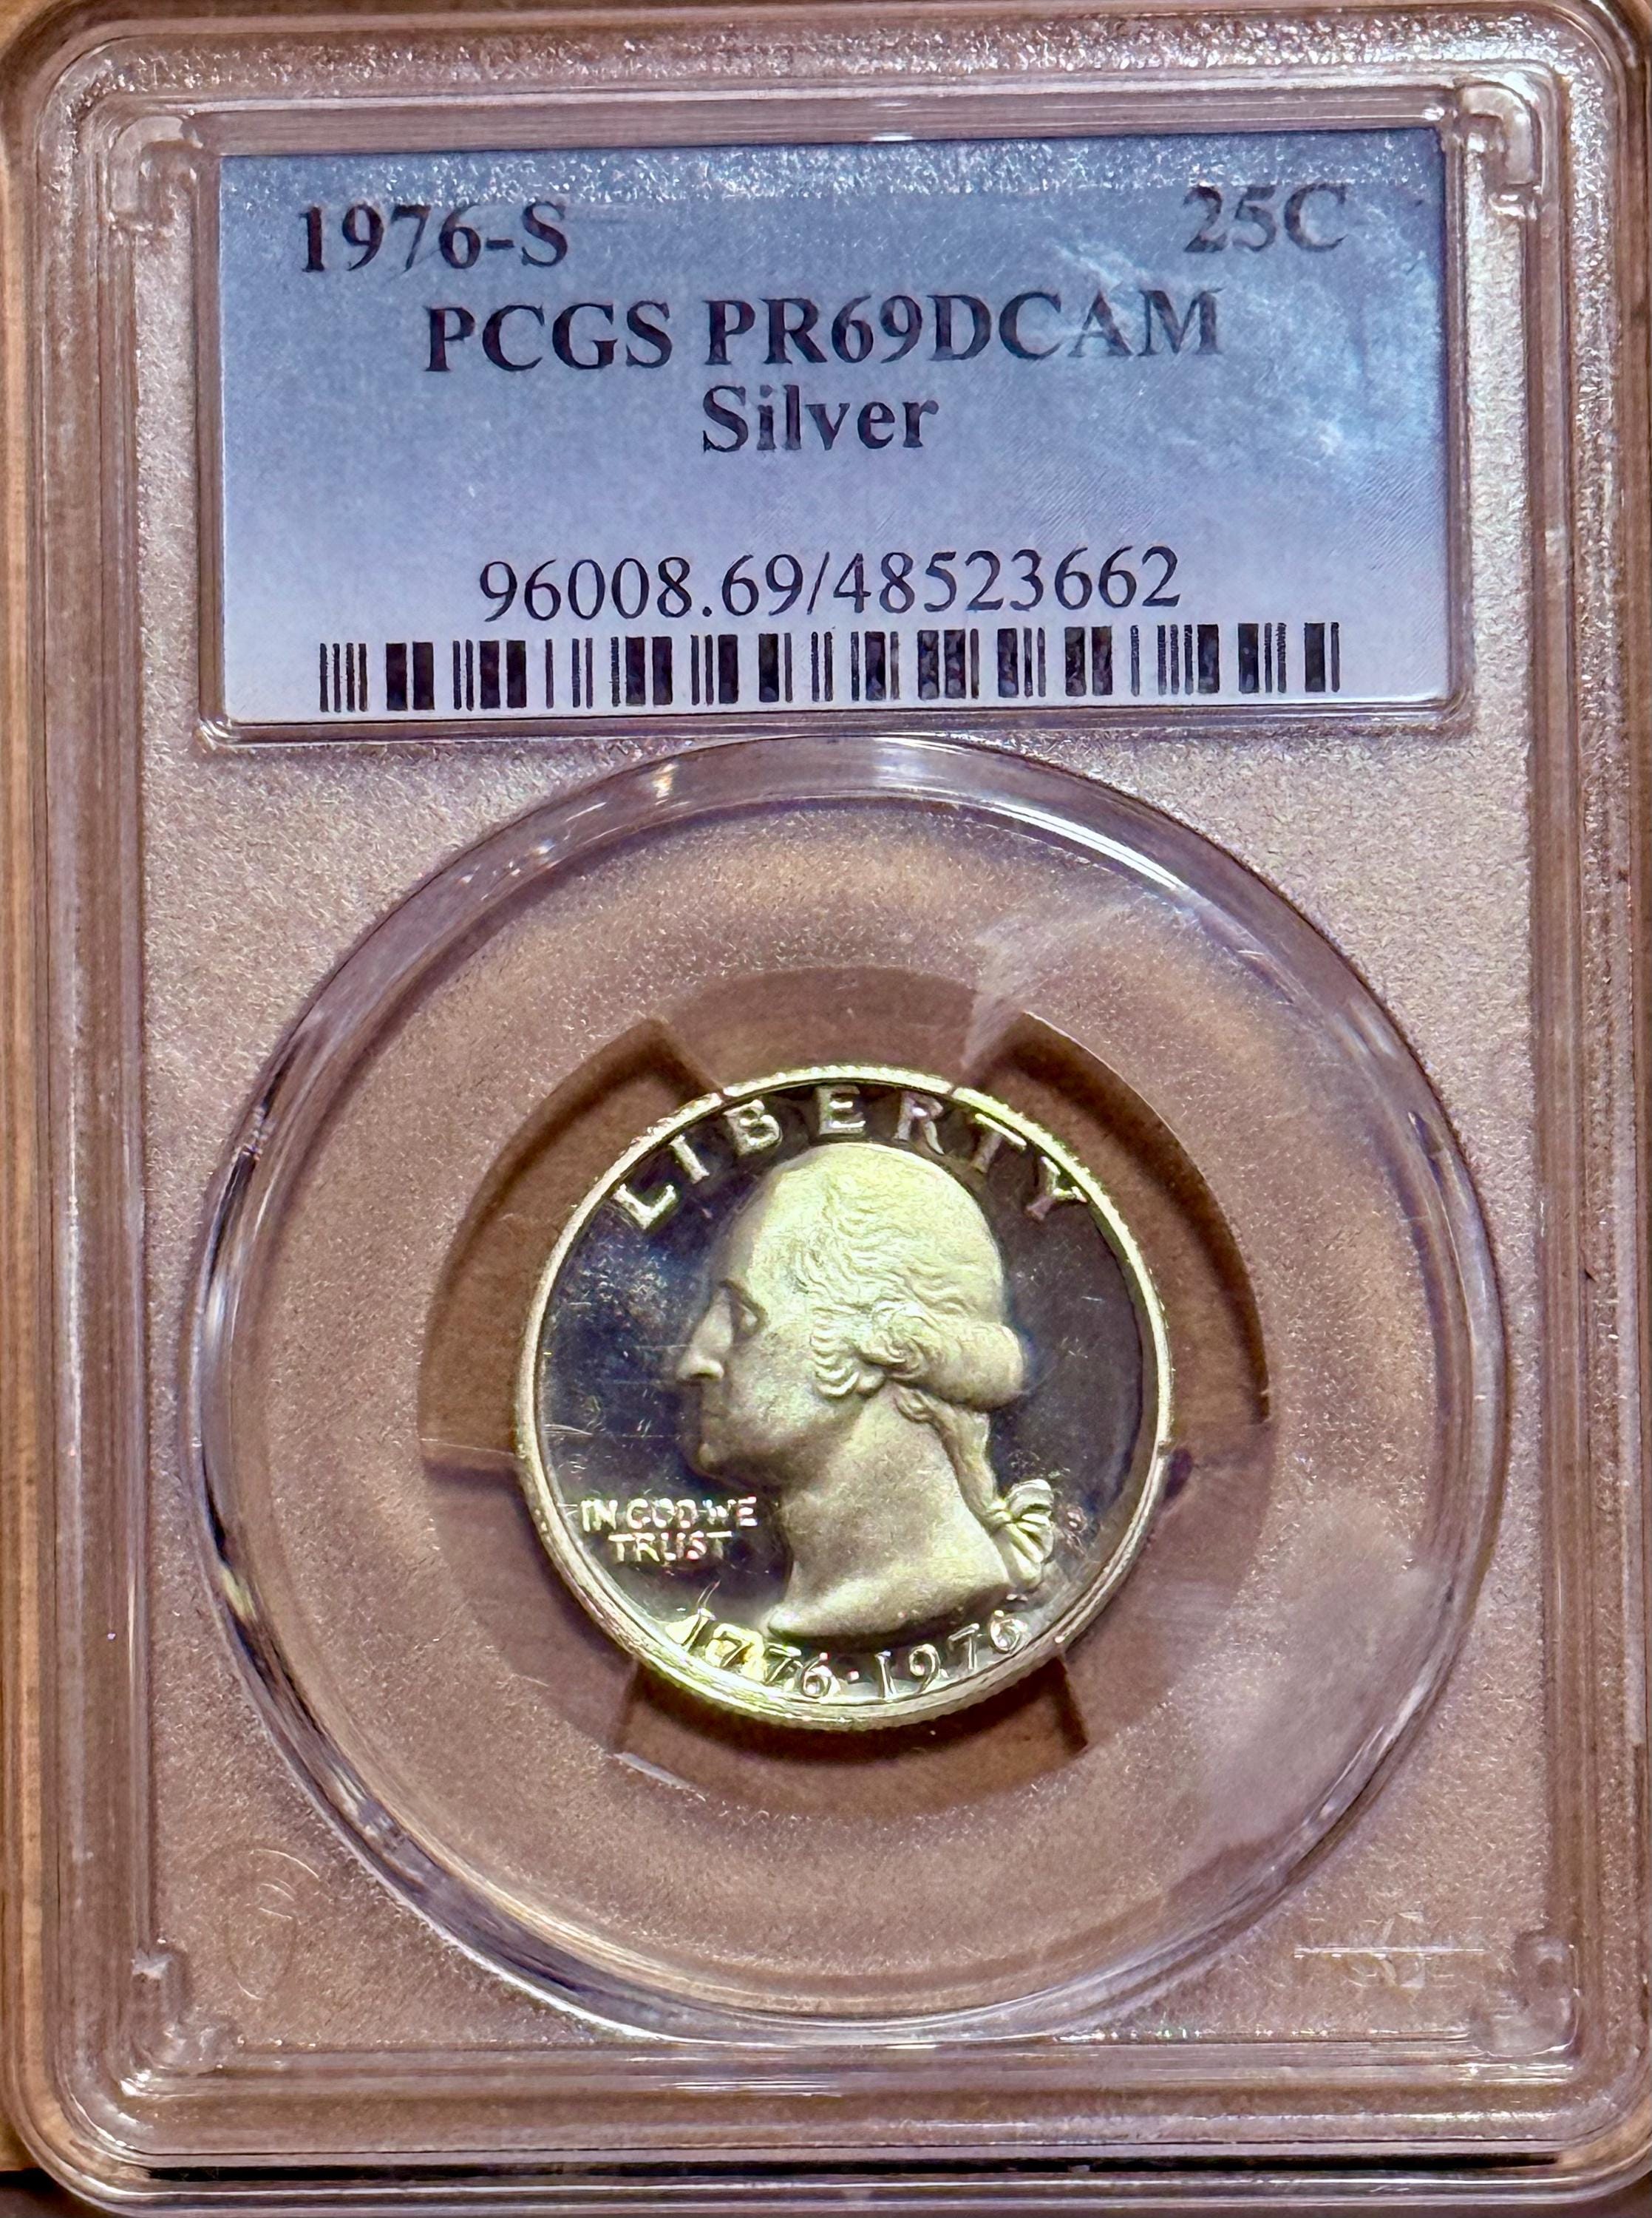 1976-S 25C
PCGS PR69DCAM
Silver
96008.69/48523662
LIBERTY
IN GOD WE
TRUST
1776·1976